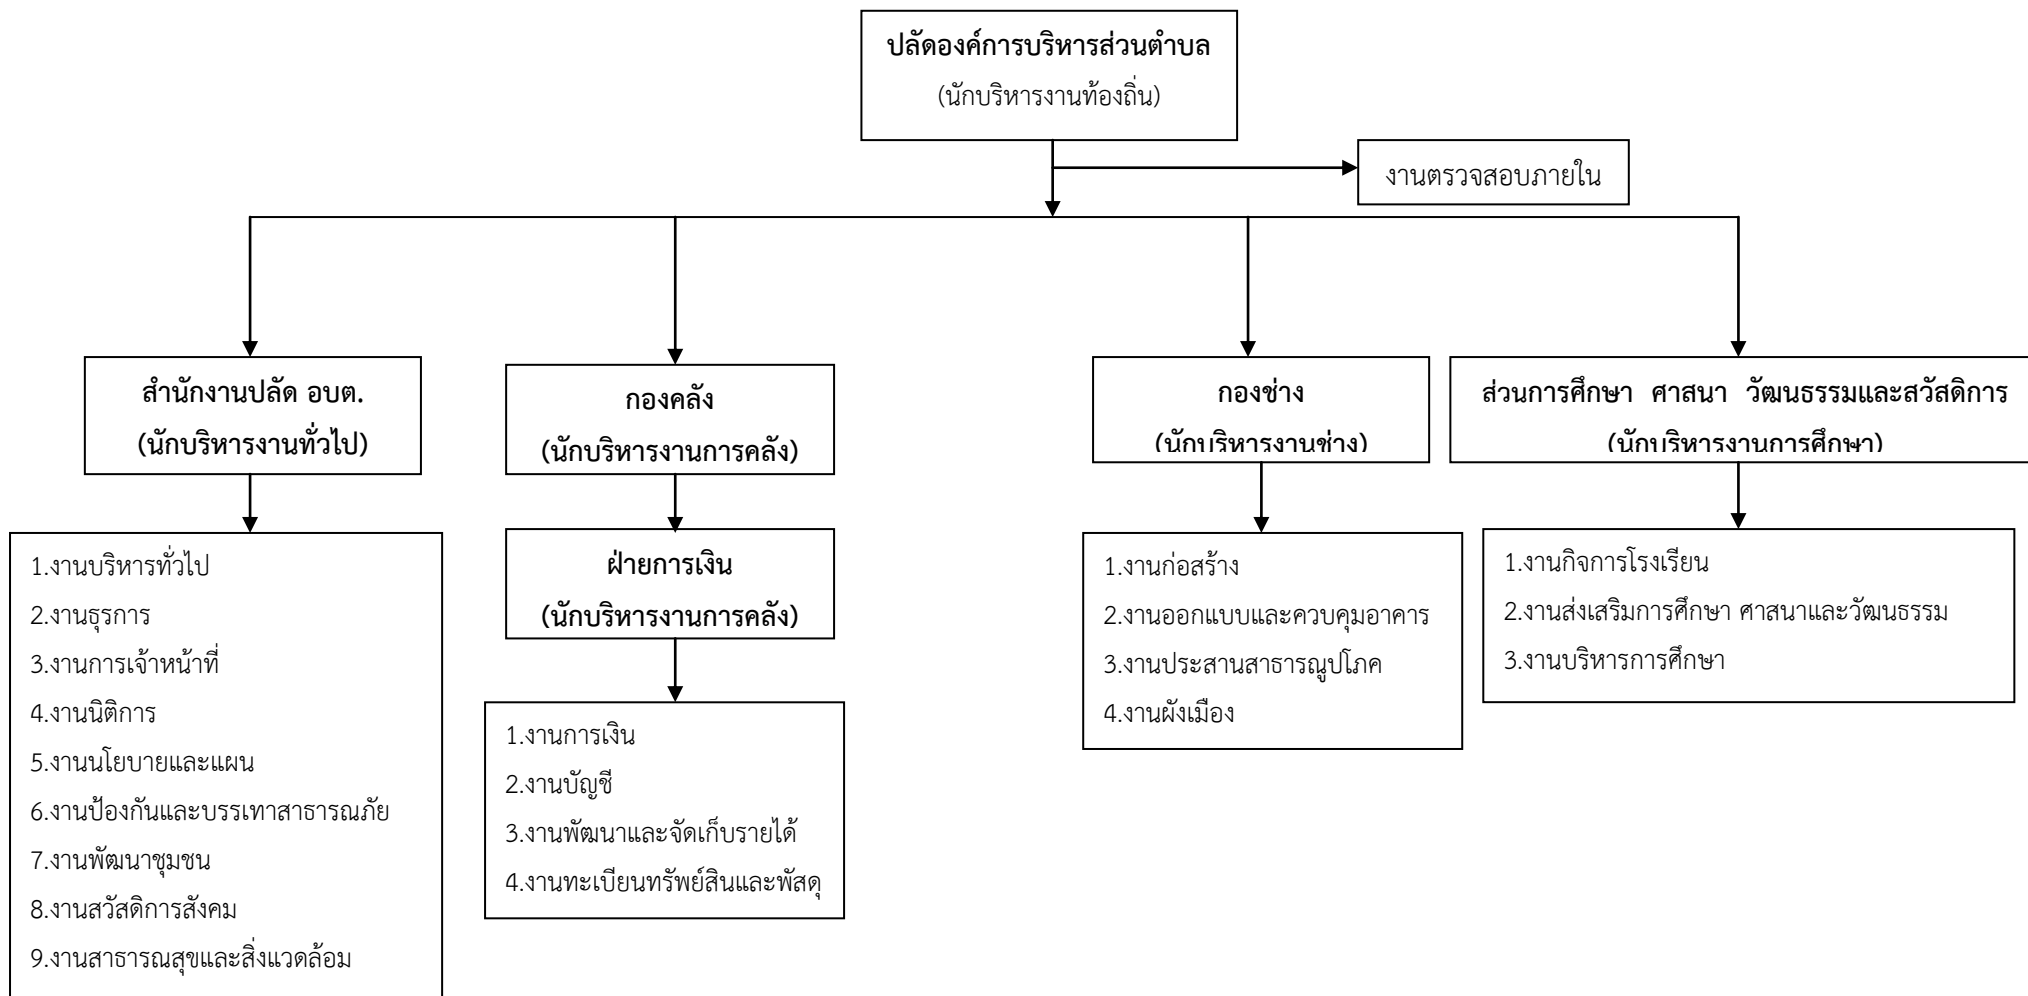 ปลัดองค์การบริหารส่วนตำบล
(นักบริหารงานท้องถิ่น)
งานตรวจสอบภายใน
สำนักงานปลัด อบต.
(นักบริหารงานทั่วไป)
กองคลัง
(นักบริหารงานการคลัง)
กองช่าง
(นักบริหารงานช่าง)
ส่วนการศึกษา ศาสนา วัฒนธรรมและสวัสดิการ
(นักบริหารงานการศึกษา)
1.งานบริหารทั่วไป
2.งานธุรการ
3.งานการเจ้าหน้าที่
4.งานนิติการ
5.งานนโยบายและแผน
6.งานป้องกันและบรรเทาสาธารณภัย
7.งานพัฒนาชุมชน
8.งานสวัสดิการสังคม
9.งานสาธารณสุขและสิ่งแวดล้อม
ฝ่ายการเงิน
(นักบริหารงานการคลัง)
1.งานการเงิน
2.งานบัญชี
3.งานพัฒนาและจัดเก็บรายได้
4.งานทะเบียนทรัพย์สินและพัสดุ
1.งานก่อสร้าง
2.งานออกแบบและควบคุมอาคาร
3.งานประสานสาธารณูปโภค
4.งานผังเมือง
1.งานกิจการโรงเรียน
2.งานส่งเสริมการศึกษา ศาสนาและวัฒนธรรม
3.งานบริหารการศึกษา